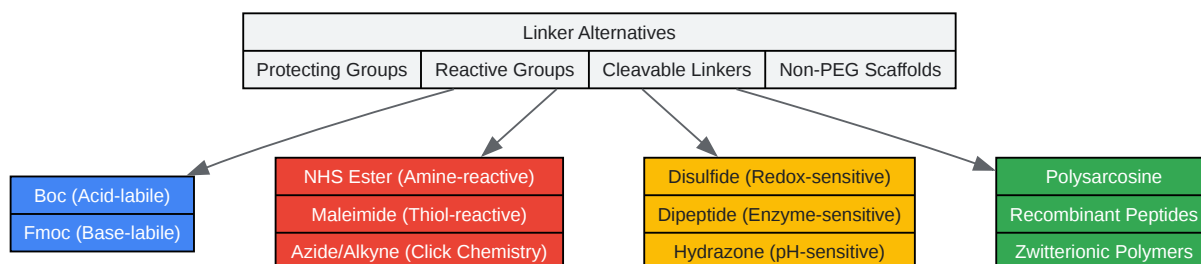 Linker Alternatives
Protecting Groups
Reactive Groups
Cleavable Linkers
Non-PEG Scaffolds
Boc (Acid-labile)
Fmoc (Base-labile)
NHS Ester (Amine-reactive)
Maleimide (Thiol-reactive)
Azide/Alkyne (Click Chemistry)
Disulfide (Redox-sensitive)
Dipeptide (Enzyme-sensitive)
Hydrazone (pH-sensitive)
Polysarcosine
Recombinant Peptides
Zwitterionic Polymers